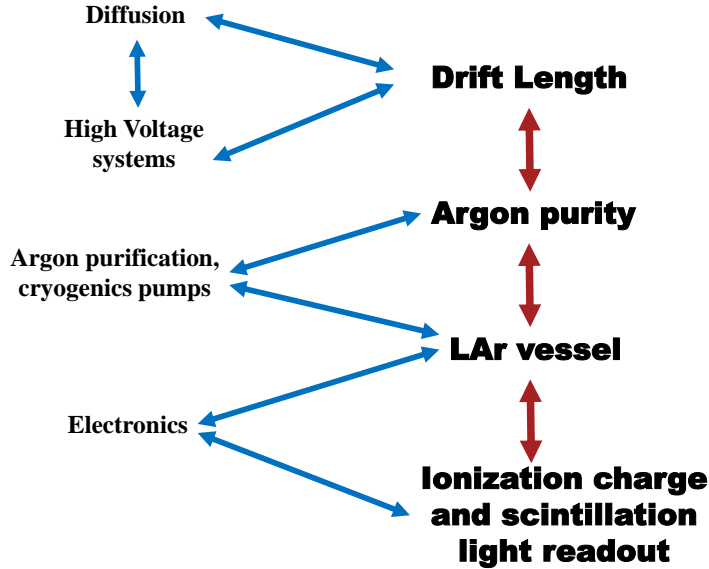 Diffusion
High Voltage
systems
Drift Length
Argon purity
Argon purification,
cryogenics pumps
LAr vessel
Electronics
Ionization charge
and scintillation
light readout